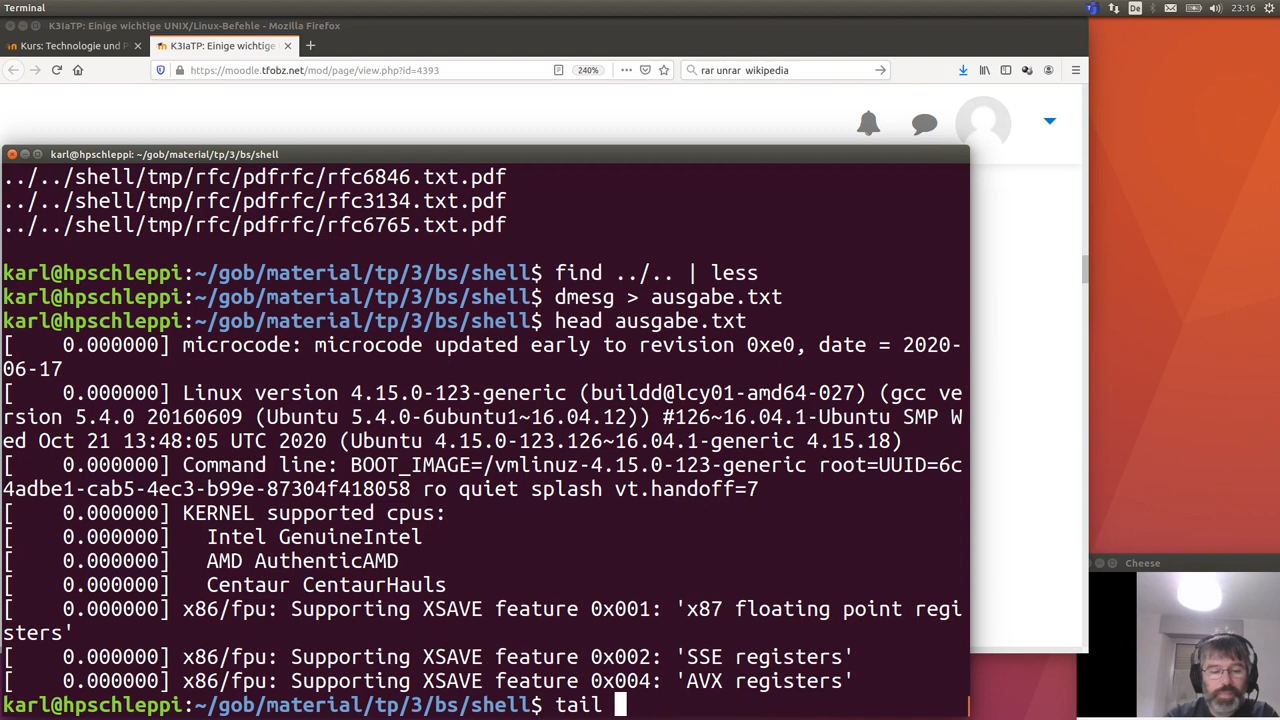 Terminal
De
23:16
K3IaTP: Einige wichtige UNIX/Linux-Befehle - Mozilla Firefox
Kurs: Technologie und P
K3IaTP: Einige wichtige
https://moodle.tfobz.net/mod/page/view.php?id=4393
240%
rar unrar wikipedia
karl@hpschleppi: ~/gob/material/tp/3/bs/shell
../../shell/tmp/rfc/pdfrfc/rfc6846.txt.pdf
../../shell/tmp/rfc/pdfrfc/rfc3134.txt.pdf
../../shell/tmp/rfc/pdfrfc/rfc6765.txt.pdf
karl@hpschleppi:~/gob/material/tp/3/bs/shell$ find ../.. | less
karl@hpschleppi:~/gob/material/tp/3/bs/shell$ dmesg > ausgabe.txt
karl@hpschleppi:~/gob/material/tp/3/bs/shell$ head ausgabe.txt
[    0.000000] microcode: microcode updated early to revision 0xe0, date = 2020-
06-17
[    0.000000] Linux version 4.15.0-123-generic (buildd@lcy01-amd64-027) (gcc ve
rsion 5.4.0 20160609 (Ubuntu 5.4.0-6ubuntu1~16.04.12)) #126~16.04.1-Ubuntu SMP W
ed Oct 21 13:48:05 UTC 2020 (Ubuntu 4.15.0-123.126~16.04.1-generic 4.15.18)
[    0.000000] Command line: BOOT_IMAGE=/vmlinuz-4.15.0-123-generic root=UUID=6c
4adbe1-cab5-4ec3-b99e-87304f418058 ro quiet splash vt.handoff=7
[    0.000000] KERNEL supported cpus:
[    0.000000]   Intel GenuineIntel
[    0.000000]   AMD AuthenticAMD
[    0.000000]   Centaur CentaurHauls
[    0.000000] x86/fpu: Supporting XSAVE feature 0x001: 'x87 floating point regi
sters'
[    0.000000] x86/fpu: Supporting XSAVE feature 0x002: 'SSE registers'
[    0.000000] x86/fpu: Supporting XSAVE feature 0x004: 'AVX registers'
karl@hpschleppi:~/gob/material/tp/3/bs/shell$ tail
Cheese